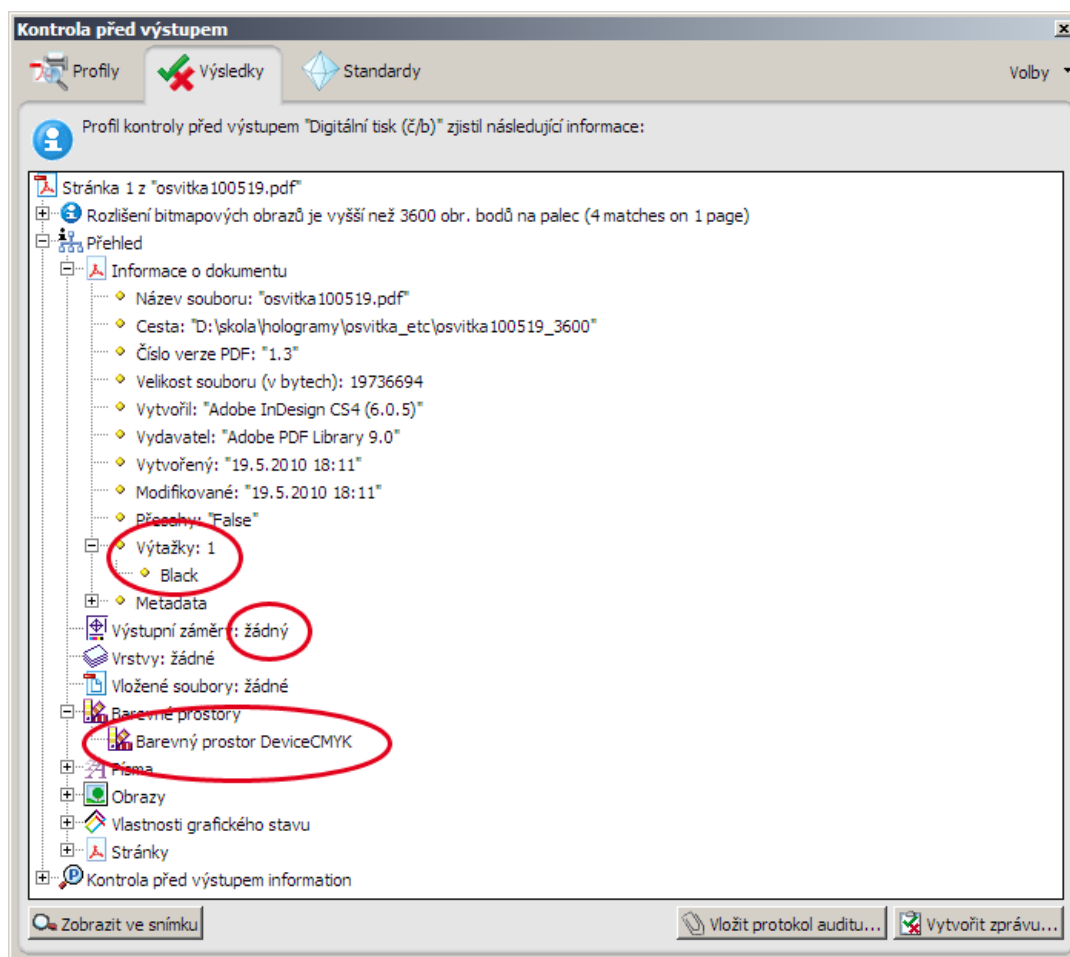 Kontrola před výstupem
Profily
Výsledky
Standardy
Volby
Profil kontroly před výstupem "Digitální tisk (č/b)" zjistil následující informace:
Stránka 1 z "osvitka100519.pdf"
Rozlišení bitmapových obrazů je vyšší než 3600 obr. bodů na palec (4 matches on 1 page)
Přehled
Informace o dokumentu
Název souboru: "osvitka100519.pdf"
Cesta: "D:\skola\hologramy\osvitka_etc\osvitka100519_3600"
Číslo verze PDF: "1.3"
Velikost souboru (v bytech): 19736694
Vytvořil: "Adobe InDesign CS4 (6.0.5)"
Vydavatel: "Adobe PDF Library 9.0"
Vytvořený: "19.5.2010 18:11"
Modifikované: "19.5.2010 18:11"
Přesahy: "False"
Výtažky: 1
Black
Metadata
Výstupní záměry: žádný
Vrstvy: žádné
Vložené soubory: žádné
Barevné prostory
Barevný prostor DeviceCMYK
Písma
Obrazy
Vlastnosti grafického stavu
Stránky
Kontrola před výstupem information
Zobrazit ve snímku
Vložit protokol auditu...
Vytvořit zprávu...